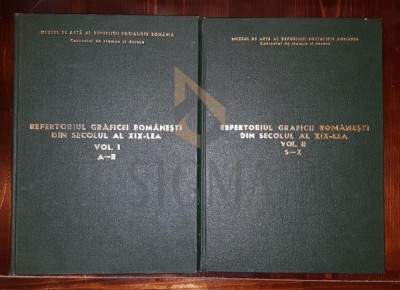 MUZEUL DE ARTĂ AL REPUBLICII SOCIALISTE ROMÂNIA
Cabinetul de stampe și desene
REPERTORIUL GRAFICEI ROMÂNEȘTI
DIN SECOLUL AL XIX-LEA
VOL. I
A—R
MUZEUL DE ARTĂ AL REPUBLICII SOCIALISTE ROMÂNIA
Cabinetul de stampe și desene
REPERTORIUL GRAFICII ROMÂNEȘTI
DIN SECOLUL AL XIX-LEA
VOL. II
S—Z